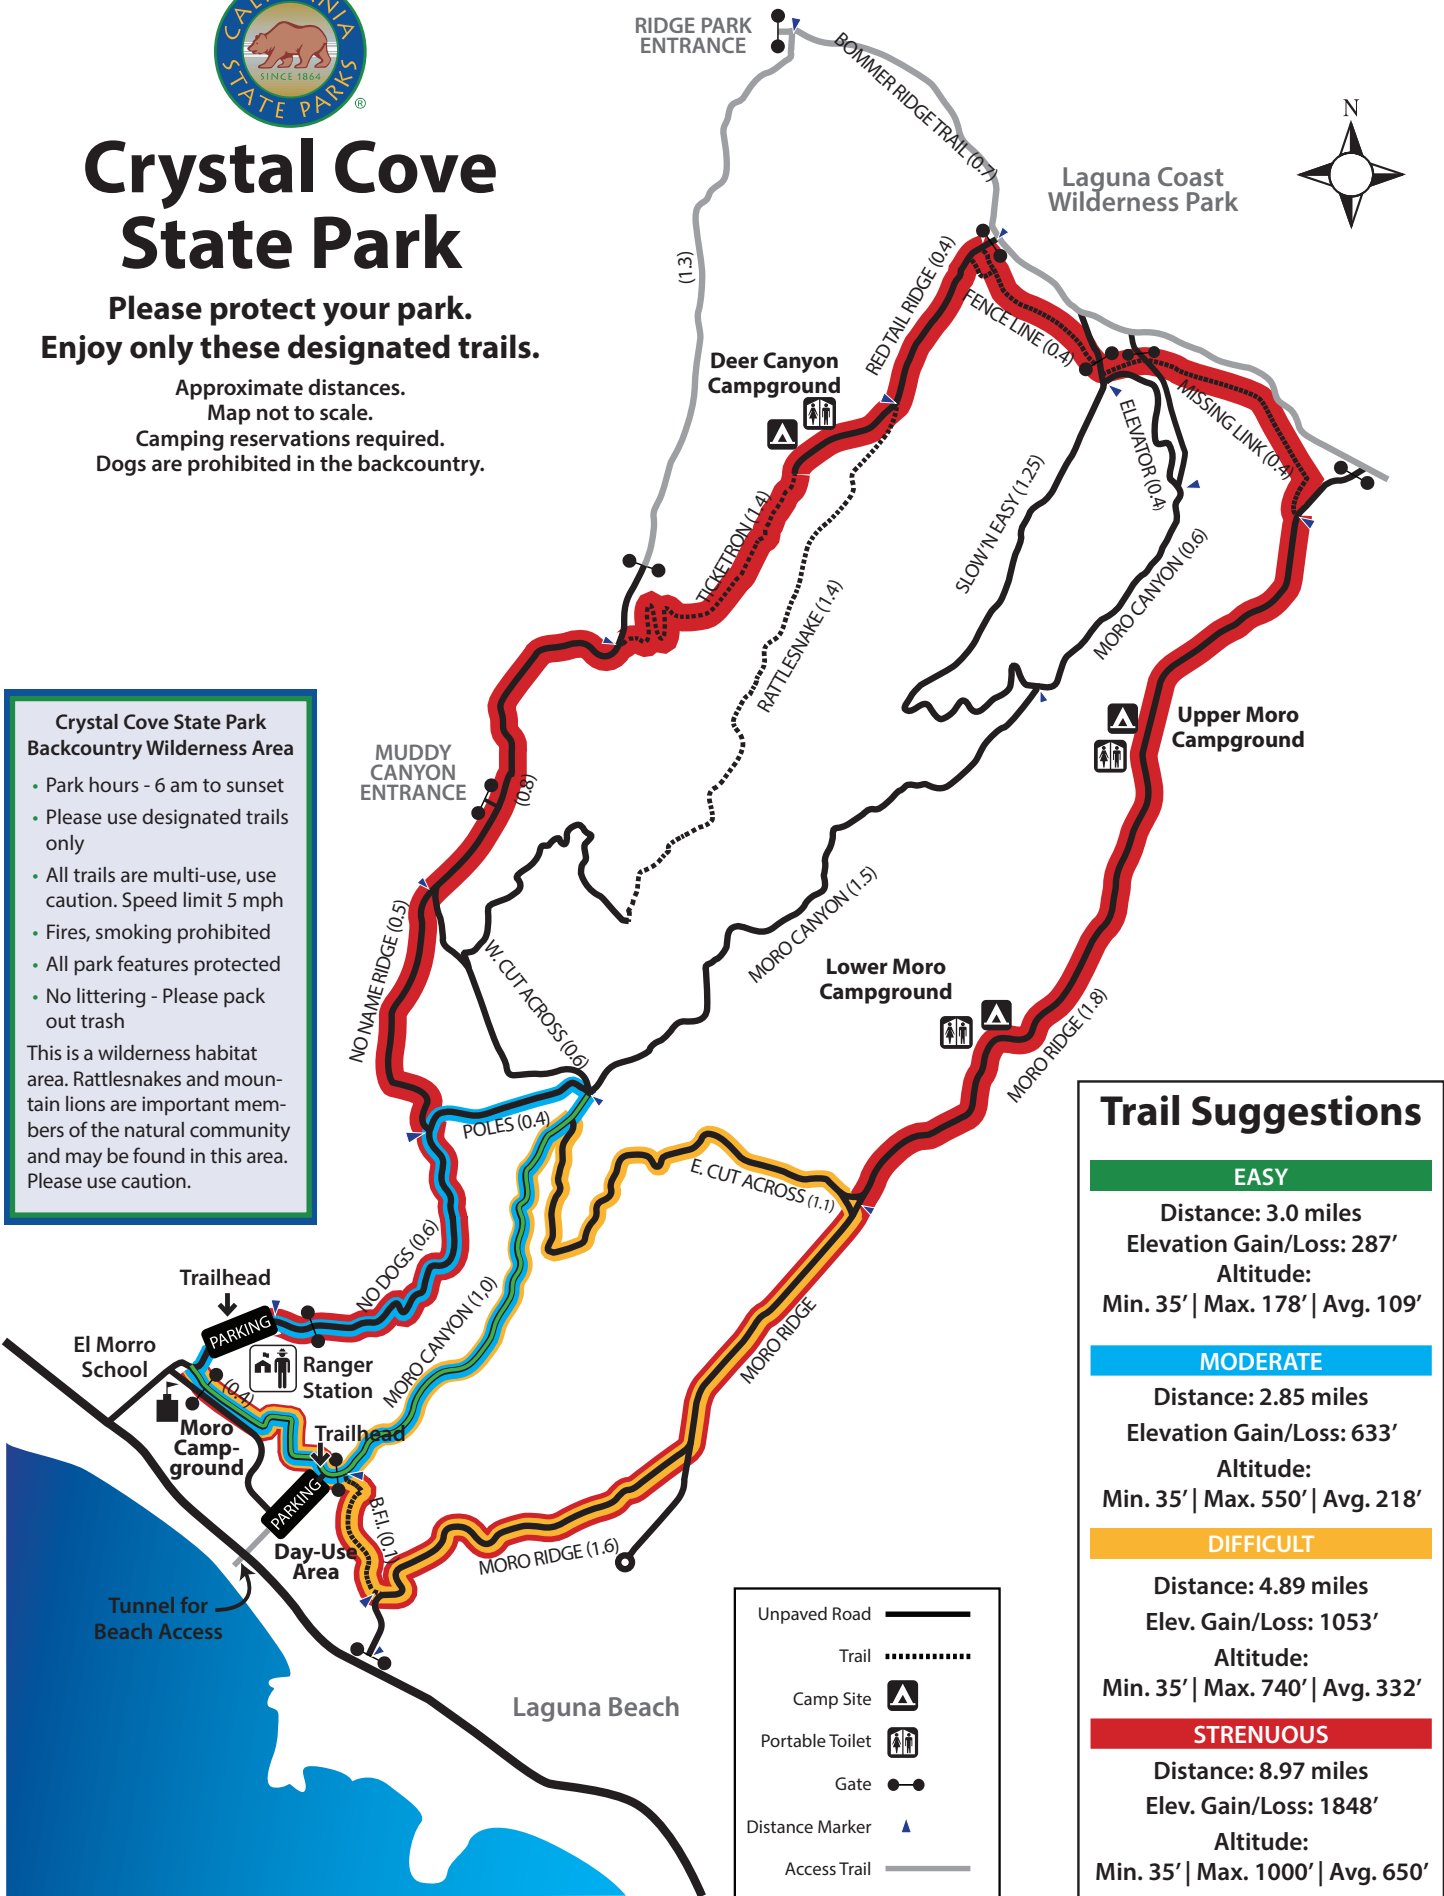 CALIFORNIA
SINCE 1864
STATE PARKS
®
Crystal Cove
State Park
Please protect your park.
Enjoy only these designated trails.
Approximate distances.
Map not to scale.
Camping reservations required.
Dogs are prohibited in the backcountry.
RIDGE PARK
ENTRANCE
BOMMER RIDGE TRAIL (0.7)
N
Laguna Coast
Wilderness Park
(1.3)
RED TAIL RIDGE (0.4)
FENCE LINE (0.4)
Deer Canyon
Campground
MISSING LINK (0.4)
ELEVATOR (0.4)
TICKETRON (1.4)
SLOW'N EASY (1.25)
RATTLESNAKE (1.4)
MORO CANYON (0.6)
Upper Moro
Campground
MUDDY
CANYON
ENTRANCE
(0.8)
Crystal Cove State Park
Backcountry Wilderness Area
• Park hours - 6 am to sunset
• Please use designated trails
only
• All trails are multi-use, use
caution. Speed limit 5 mph
• Fires, smoking prohibited
• All park features protected
• No littering - Please pack
out trash
This is a wilderness habitat
area. Rattlesnakes and moun-
tain lions are important mem-
bers of the natural community
and may be found in this area.
Please use caution.
NO NAME RIDGE (0.5)
W. CUT ACROSS (0.6)
MORO CANYON (1.5)
Lower Moro
Campground
MORO RIDGE (1.8)
POLES (0.4)
E. CUT ACROSS (1.1)
NO DOGS (0.6)
MORO CANYON (1,0)
MORO RIDGE
Trailhead
PARKING
El Morro
School
Ranger
Station
(0.4)
Moro
Camp-
ground
Trailhead
PARKING
B.F.I. (0.1)
Day-Use
Area
MORO RIDGE (1.6)
Tunnel for
Beach Access
Laguna Beach
Unpaved Road
Trail
Camp Site
Portable Toilet
Gate
Distance Marker
Access Trail
Trail Suggestions
EASY
Distance: 3.0 miles
Elevation Gain/Loss: 287'
Altitude:
Min. 35' | Max. 178' | Avg. 109'
MODERATE
Distance: 2.85 miles
Elevation Gain/Loss: 633'
Altitude:
Min. 35' | Max. 550' | Avg. 218'
DIFFICULT
Distance: 4.89 miles
Elev. Gain/Loss: 1053'
Altitude:
Min. 35' | Max. 740' | Avg. 332'
STRENUOUS
Distance: 8.97 miles
Elev. Gain/Loss: 1848'
Altitude:
Min. 35' | Max. 1000' | Avg. 650'